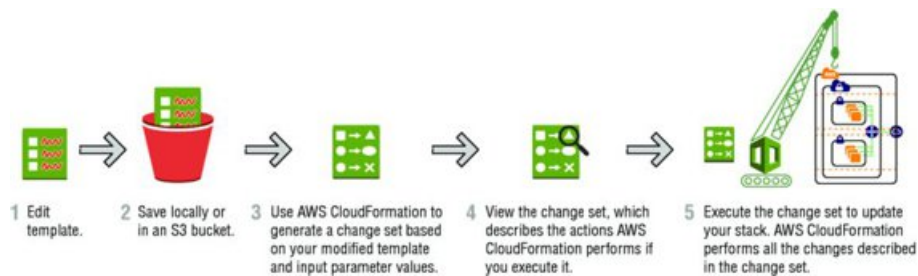 1 Edit
template.
2 Save locally or
in an S3 bucket.
3 Use AWS CloudFormation to
generate a change set based
on your modified template
and input parameter values.
4 View the change set, which
describes the actions AWS
CloudFormation performs if
you execute it.
5 Execute the change set to update
your stack. AWS CloudFormation
performs all the changes described
in the change set.